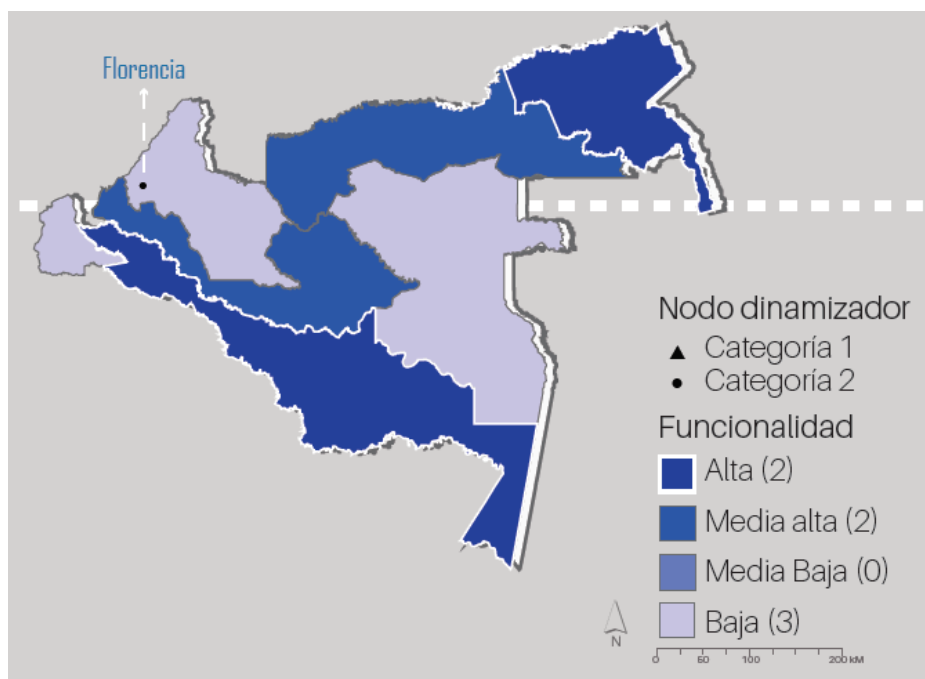 Florencia
Nodo dinamizador
Categoría 1
Categoría 2
Funcionalidad
Alta (2)
Media alta (2)
Media Baja (0)
Baja (3)
N
0 50 100 200 kM